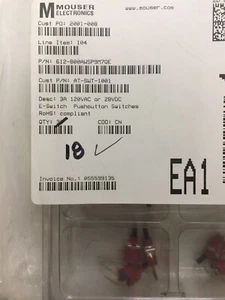 MOUSER ELECTRONICS
www.mouser.com
Cust PO: 2001-008
Line Item: 104
P/N: 612-800AWSP9M7QE
Cust P/N: AT-SWT-1001
Desc: 3A 120VAC or 28VDC
E-Switch Pushbutton Switches
RoHS: compliant
QTY: COO: CN
18 ✓
EA1
Invoice No.: 055599135